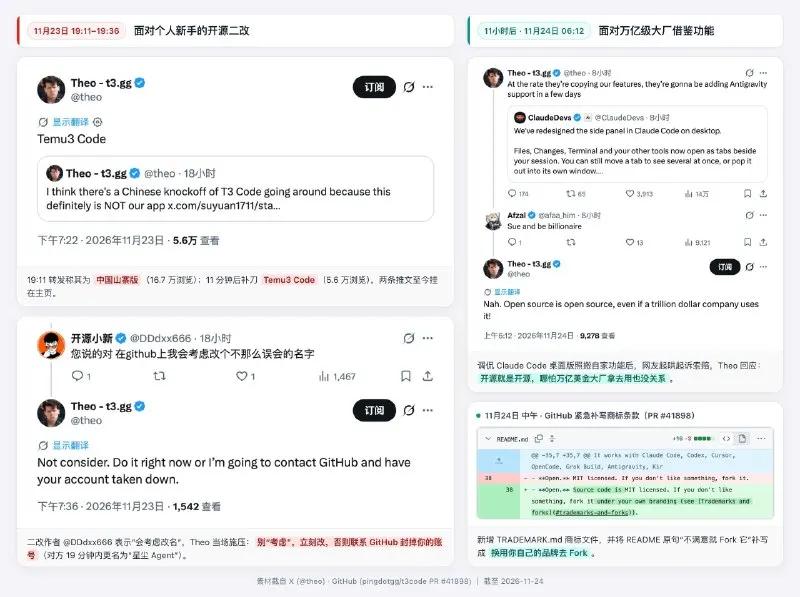 11月23日 19:11–19:36 面对个人新手的开源二改
Theo - t3.gg
@theo
订阅
显示翻译
Temu3 Code
Theo - t3.gg @theo · 18小时
I think there's a Chinese knockoff of T3 Code going around because this
definitely is NOT our app x.com/suyuan1711/sta...
下午7:22 · 2026年11月23日 · 5.6万 查看
19:11 转发称其为 中国山寨版 (16.7 万浏览);11 分钟后补刀 Temu3 Code (5.6 万浏览),两条推文至今挂
在主页。
开源小新 @DDdxx666 · 18小时
您说的对 在github上我会考虑改个不那么误会的名字
1 1 1,467
Theo - t3.gg
@theo
订阅
显示翻译
Not consider. Do it right now or I'm going to contact GitHub and have
your account taken down.
下午7:36 · 2026年11月23日 · 1,542 查看
二改作者 @DDdxx666 表示"会考虑改名",Theo 当场施压: 别"考虑",立刻改,否则联系 GitHub 封掉你的账
号 (对方 19 分钟内更名为"星尘 Agent")。
11小时后 · 11月24日 06:12 面对万亿级大厂借鉴功能
Theo - t3.gg @theo · 8小时
At the rate they're copying our features, they're gonna be adding Antigravity
support in a few days
ClaudeDevs @ClaudeDevs · 8小时
We've redesigned the side panel in Claude Code on desktop.
Files, Changes, Terminal and your other tools now open as tabs beside
your session. You can still move a tab to see several at once, or pop it
out into its own window....
174 65 3,913 14万
Afzal @afaa_him · 8小时
Sue and be billionaire
1 13 9,121
Theo - t3.gg
@theo
订阅
显示翻译
Nah. Open source is open source, even if a trillion dollar company uses
it!
上午6:12 · 2026年11月24日 · 9,278 查看
调侃 Claude Code 桌面版照搬自家功能后,网友起哄起诉索赔,Theo 回应:
开源就是开源,哪怕万亿美金大厂拿去用也没关系 。
11月24日 中午 · GitHub 紧急补写商标条款(PR #41898)
README.md +16 -3
@@ -35,7 +35,7 @@ It works with Claude Code, Codex, Cursor,
OpenCode, Grok Build, Antigravity, Kir
38 - - **Open.** MIT licensed. If you don't like something, fork it.
38 + - **Open.** Source code is MIT licensed. If you don't like
something, fork it under your own branding (see [Trademarks and
forks](#trademarks-and-forks)).
新增 TRADEMARK.md 商标文件,并将 README 原句"不满意就 Fork 它"补写
成 换用你自己的品牌去 Fork 。
素材截自 X (@theo) · GitHub (pingdotgg/t3code PR #41898) | 截至 2026-11-24